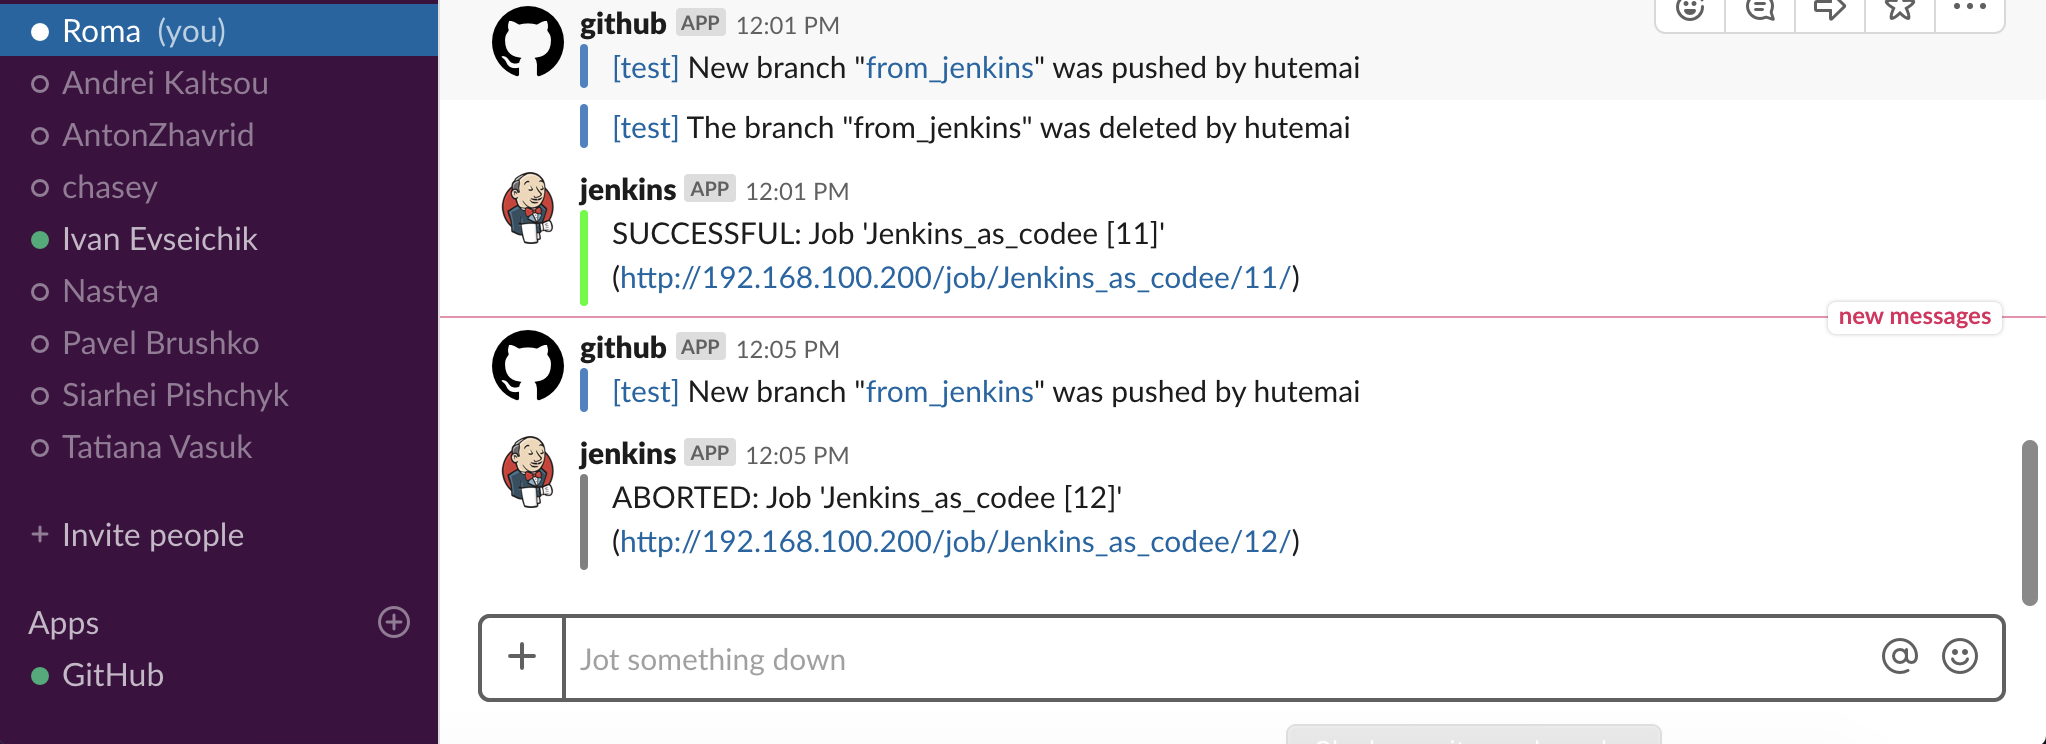 Roma (you)
Andrei Kaltsou
AntonZhavrid
chasey
Ivan Evseichik
Nastya
Pavel Brushko
Siarhei Pishchyk
Tatiana Vasuk
+ Invite people
Apps
GitHub
github APP 12:01 PM
[test] New branch "from_jenkins" was pushed by hutemai
[test] The branch "from_jenkins" was deleted by hutemai
jenkins APP 12:01 PM
SUCCESSFUL: Job 'Jenkins_as_codee [11]'
(http://192.168.100.200/job/Jenkins_as_codee/11/)
new messages
github APP 12:05 PM
[test] New branch "from_jenkins" was pushed by hutemai
jenkins APP 12:05 PM
ABORTED: Job 'Jenkins_as_codee [12]'
(http://192.168.100.200/job/Jenkins_as_codee/12/)
Jot something down